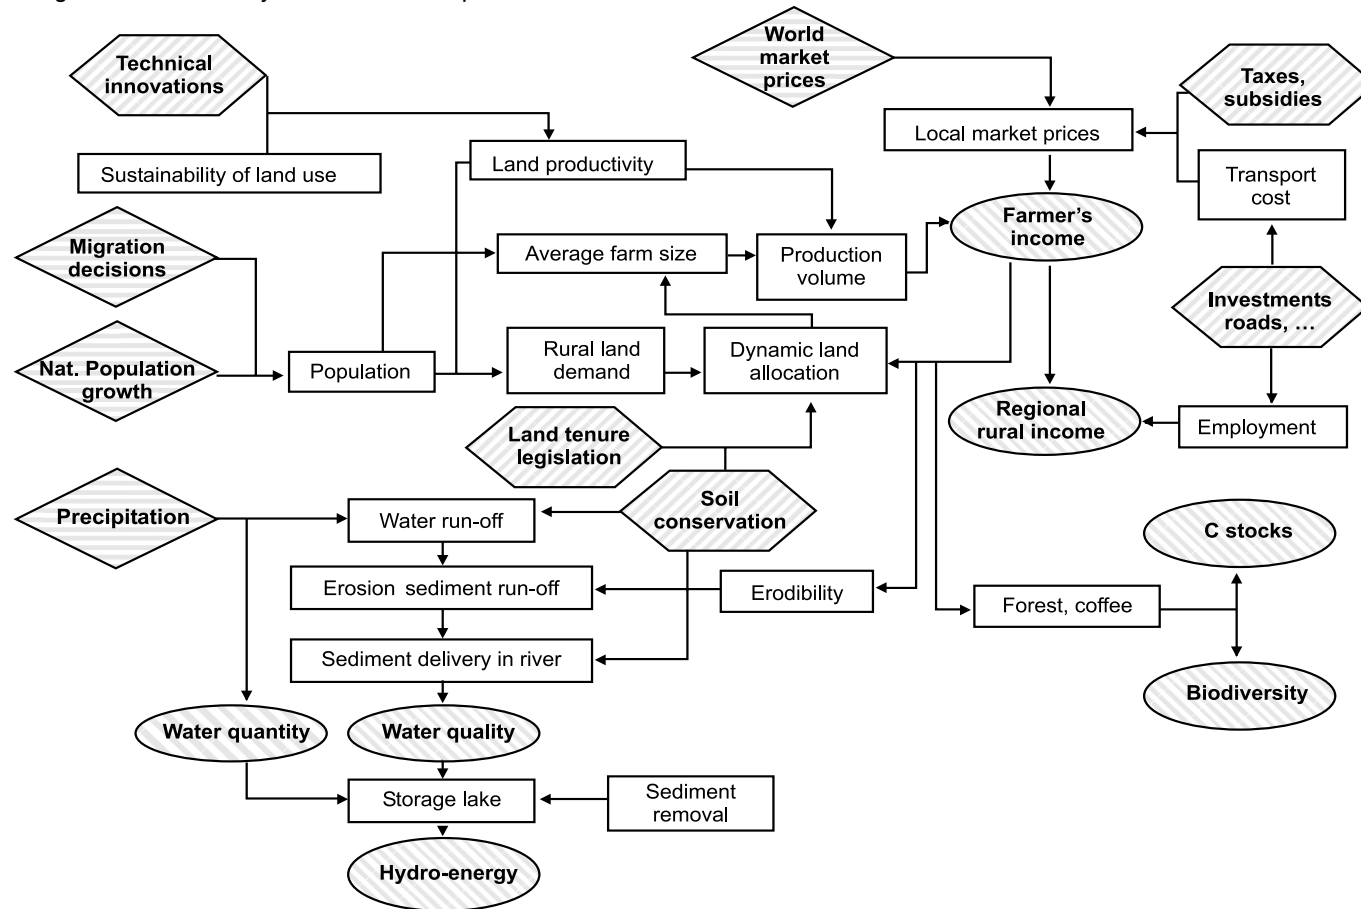 World
market
prices
Technical
innovations
Taxes,
subsidies
Local market prices
Sustainability of land use
Land productivity
Transport
cost
Farmer's
income
Migration
decisions
Average farm size
Production
volume
Investments
roads, ...
Nat. Population
growth
Population
Rural land
demand
Dynamic land
allocation
Regional
rural income
Employment
Land tenure
legislation
Precipitation
Water run-off
Soil
conservation
C stocks
Erosion sediment run-off
Erodibility
Forest, coffee
Sediment delivery in river
Biodiversity
Water quantity
Water quality
Storage lake
Sediment
removal
Hydro-energy